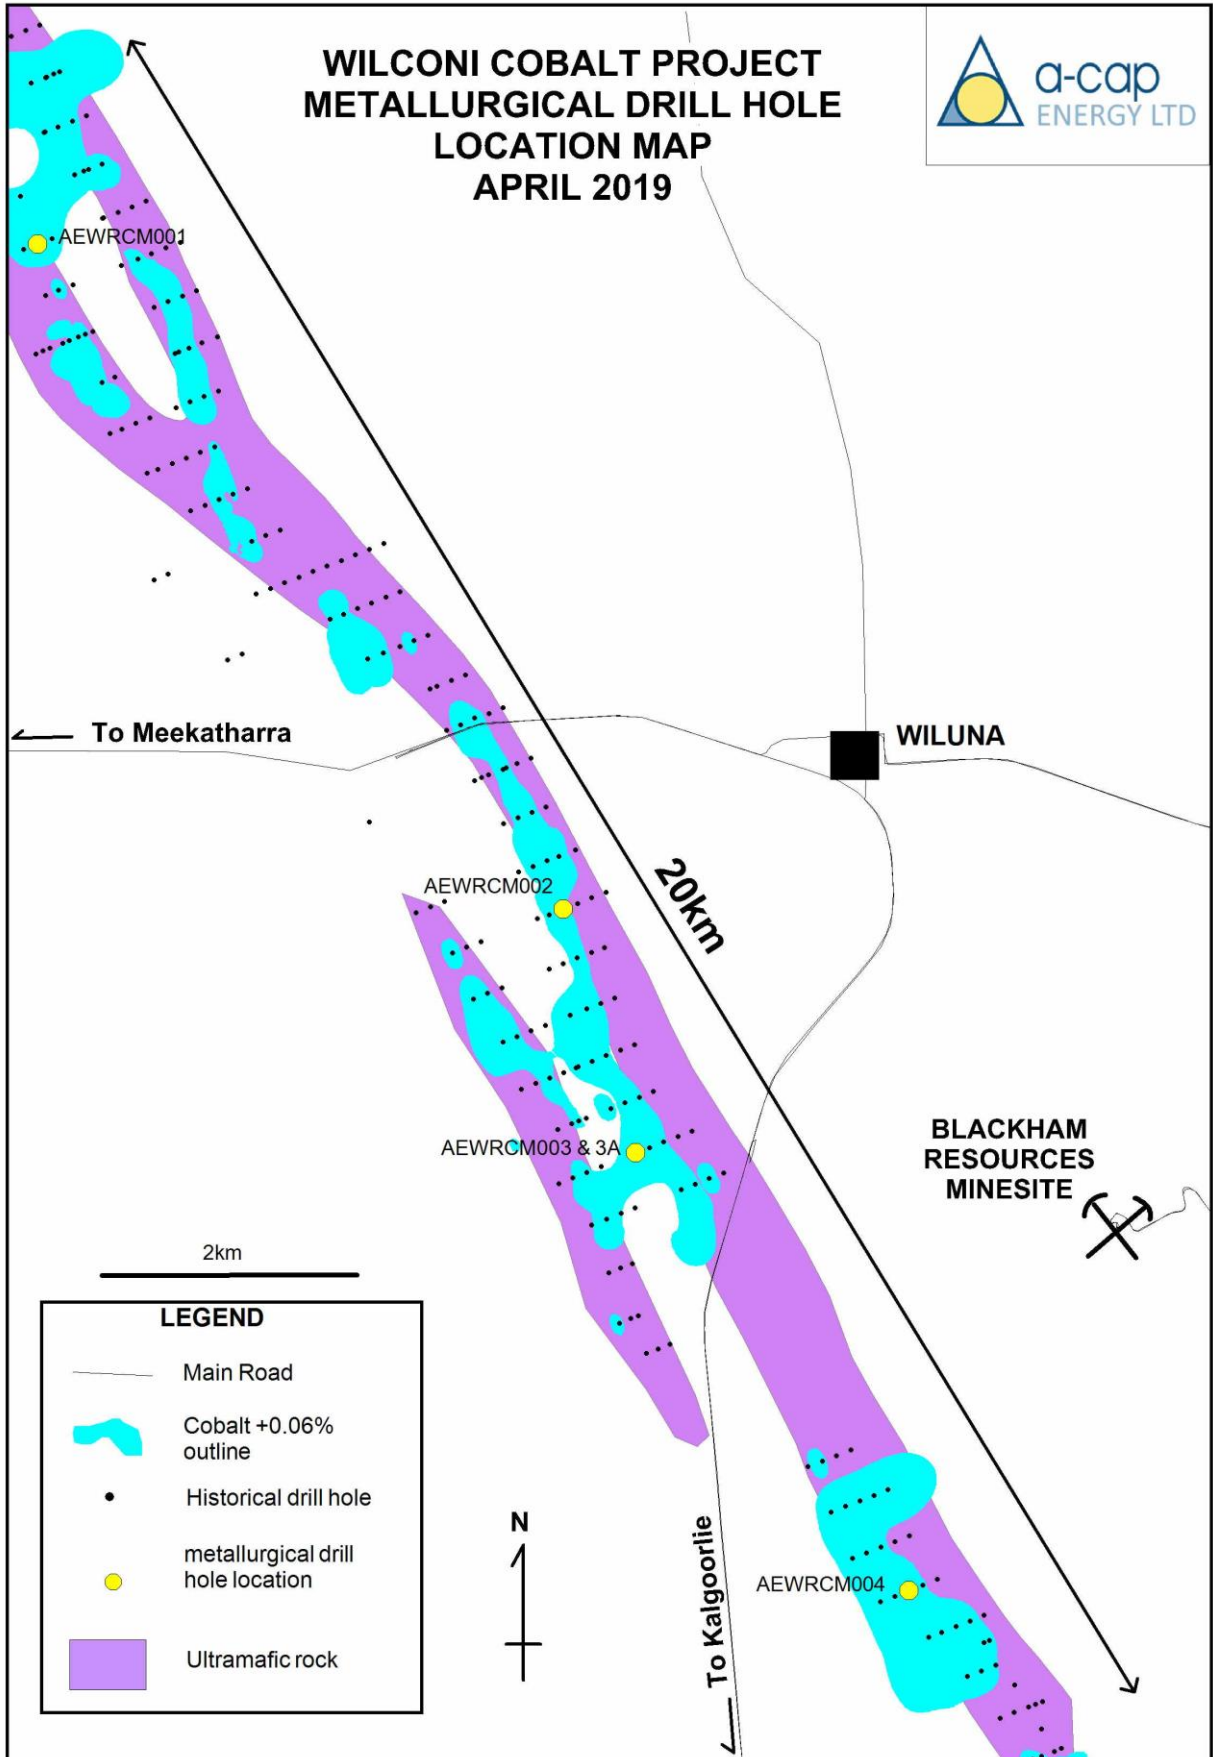 WILCONI COBALT PROJECT
METALLURGICAL DRILL HOLE
LOCATION MAP
APRIL 2019
a-cap
ENERGY LTD
AEWRCM001
To Meekatharra
WILUNA
AEWRCM002
20km
AEWRCM003 & 3A
BLACKHAM
RESOURCES
MINESITE
2km
LEGEND
Main Road
Cobalt +0.06%
outline
Historical drill hole
metallurgical drill
hole location
Ultramafic rock
N
To Kalgoorlie
AEWRCM004